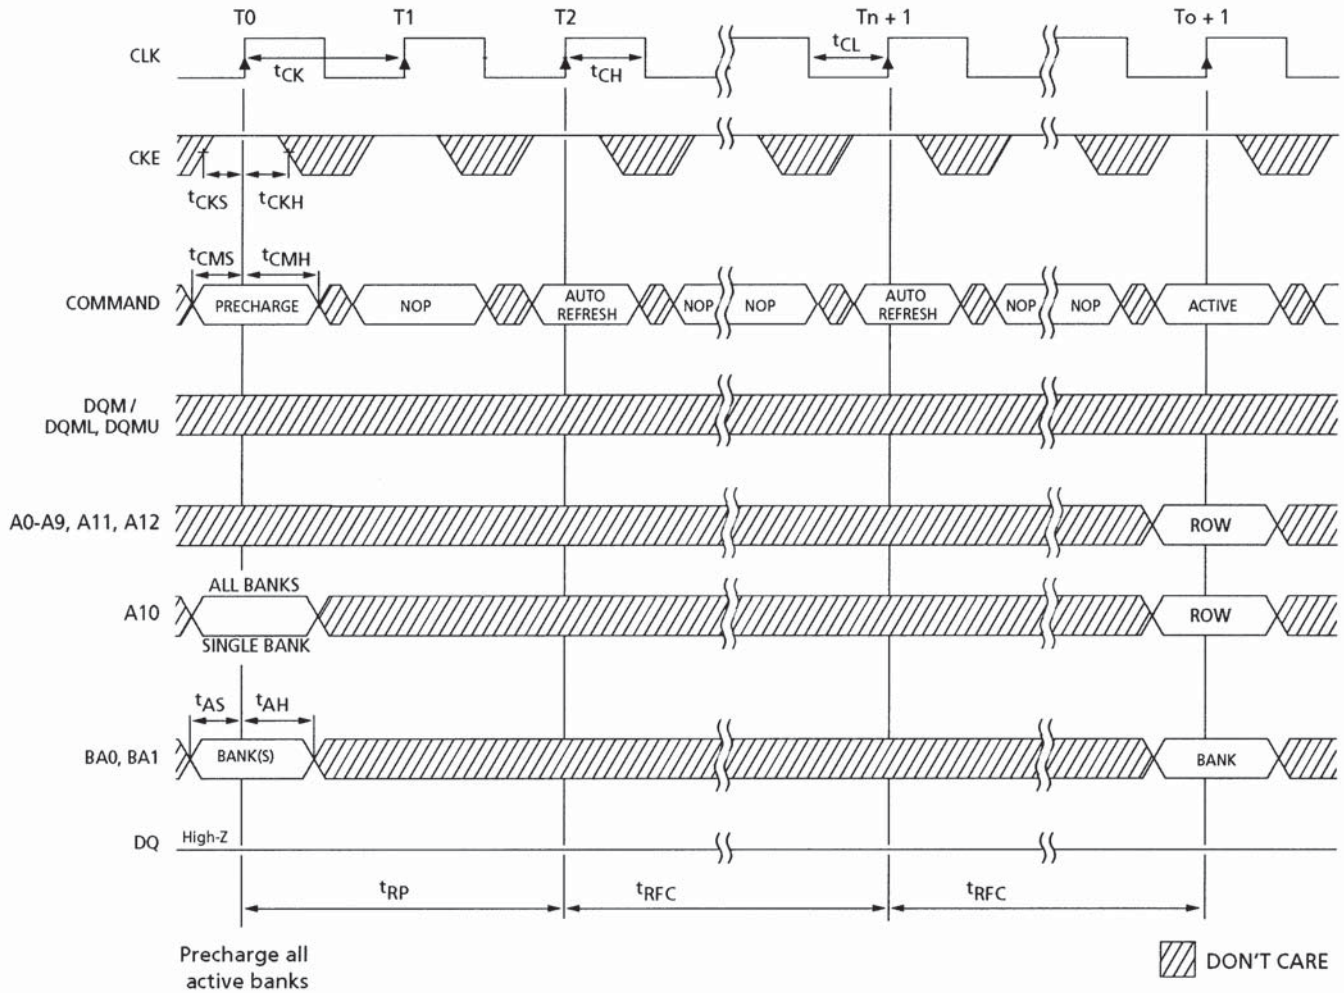 T0 T1 T2 Tn + 1 To + 1
CLK tCK tCH tCL
CKE
tCKS tCKH
tCMS tCMH
COMMAND PRECHARGE NOP AUTO REFRESH NOP NOP AUTO REFRESH NOP NOP ACTIVE
DQM /
DQML, DQMU
A0-A9, A11, A12 ROW
ALL BANKS
A10 ROW
SINGLE BANK
tAS tAH
BA0, BA1 BANK(S) BANK
DQ High-Z
tRP tRFC tRFC
Precharge all
active banks
DON'T CARE